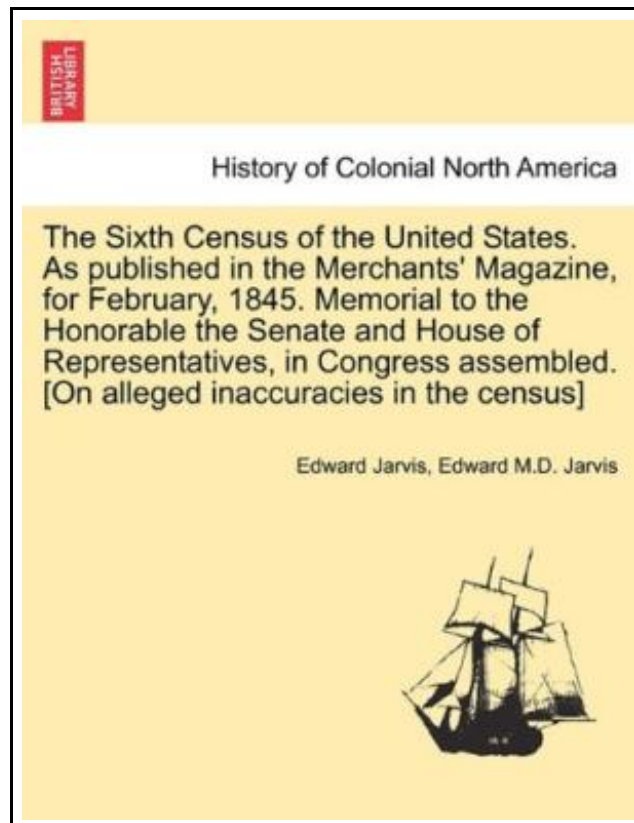 BRITISH
LIBRARY
History of Colonial North America
The Sixth Census of the United States.
As published in the Merchants' Magazine,
for February, 1845. Memorial to the
Honorable the Senate and House of
Representatives, in Congress assembled.
[On alleged inaccuracies in the census]
Edward Jarvis, Edward M.D. Jarvis